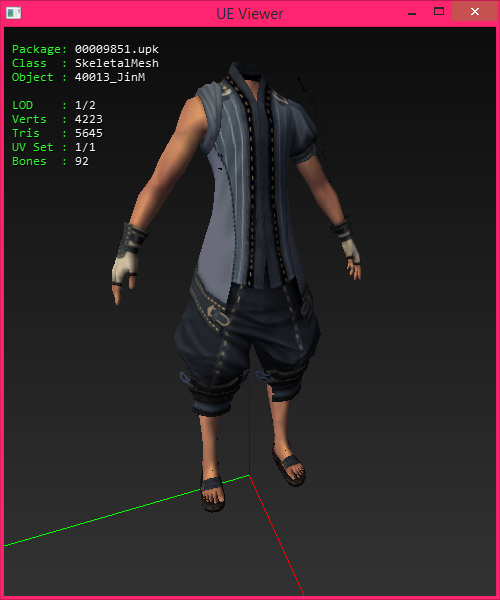 UE Viewer
Package: 00009851.upk
Class  : SkeletalMesh
Object : 40013_JinM
LOD    : 1/2
Verts  : 4223
Tris   : 5645
UV Set : 1/1
Bones  : 92